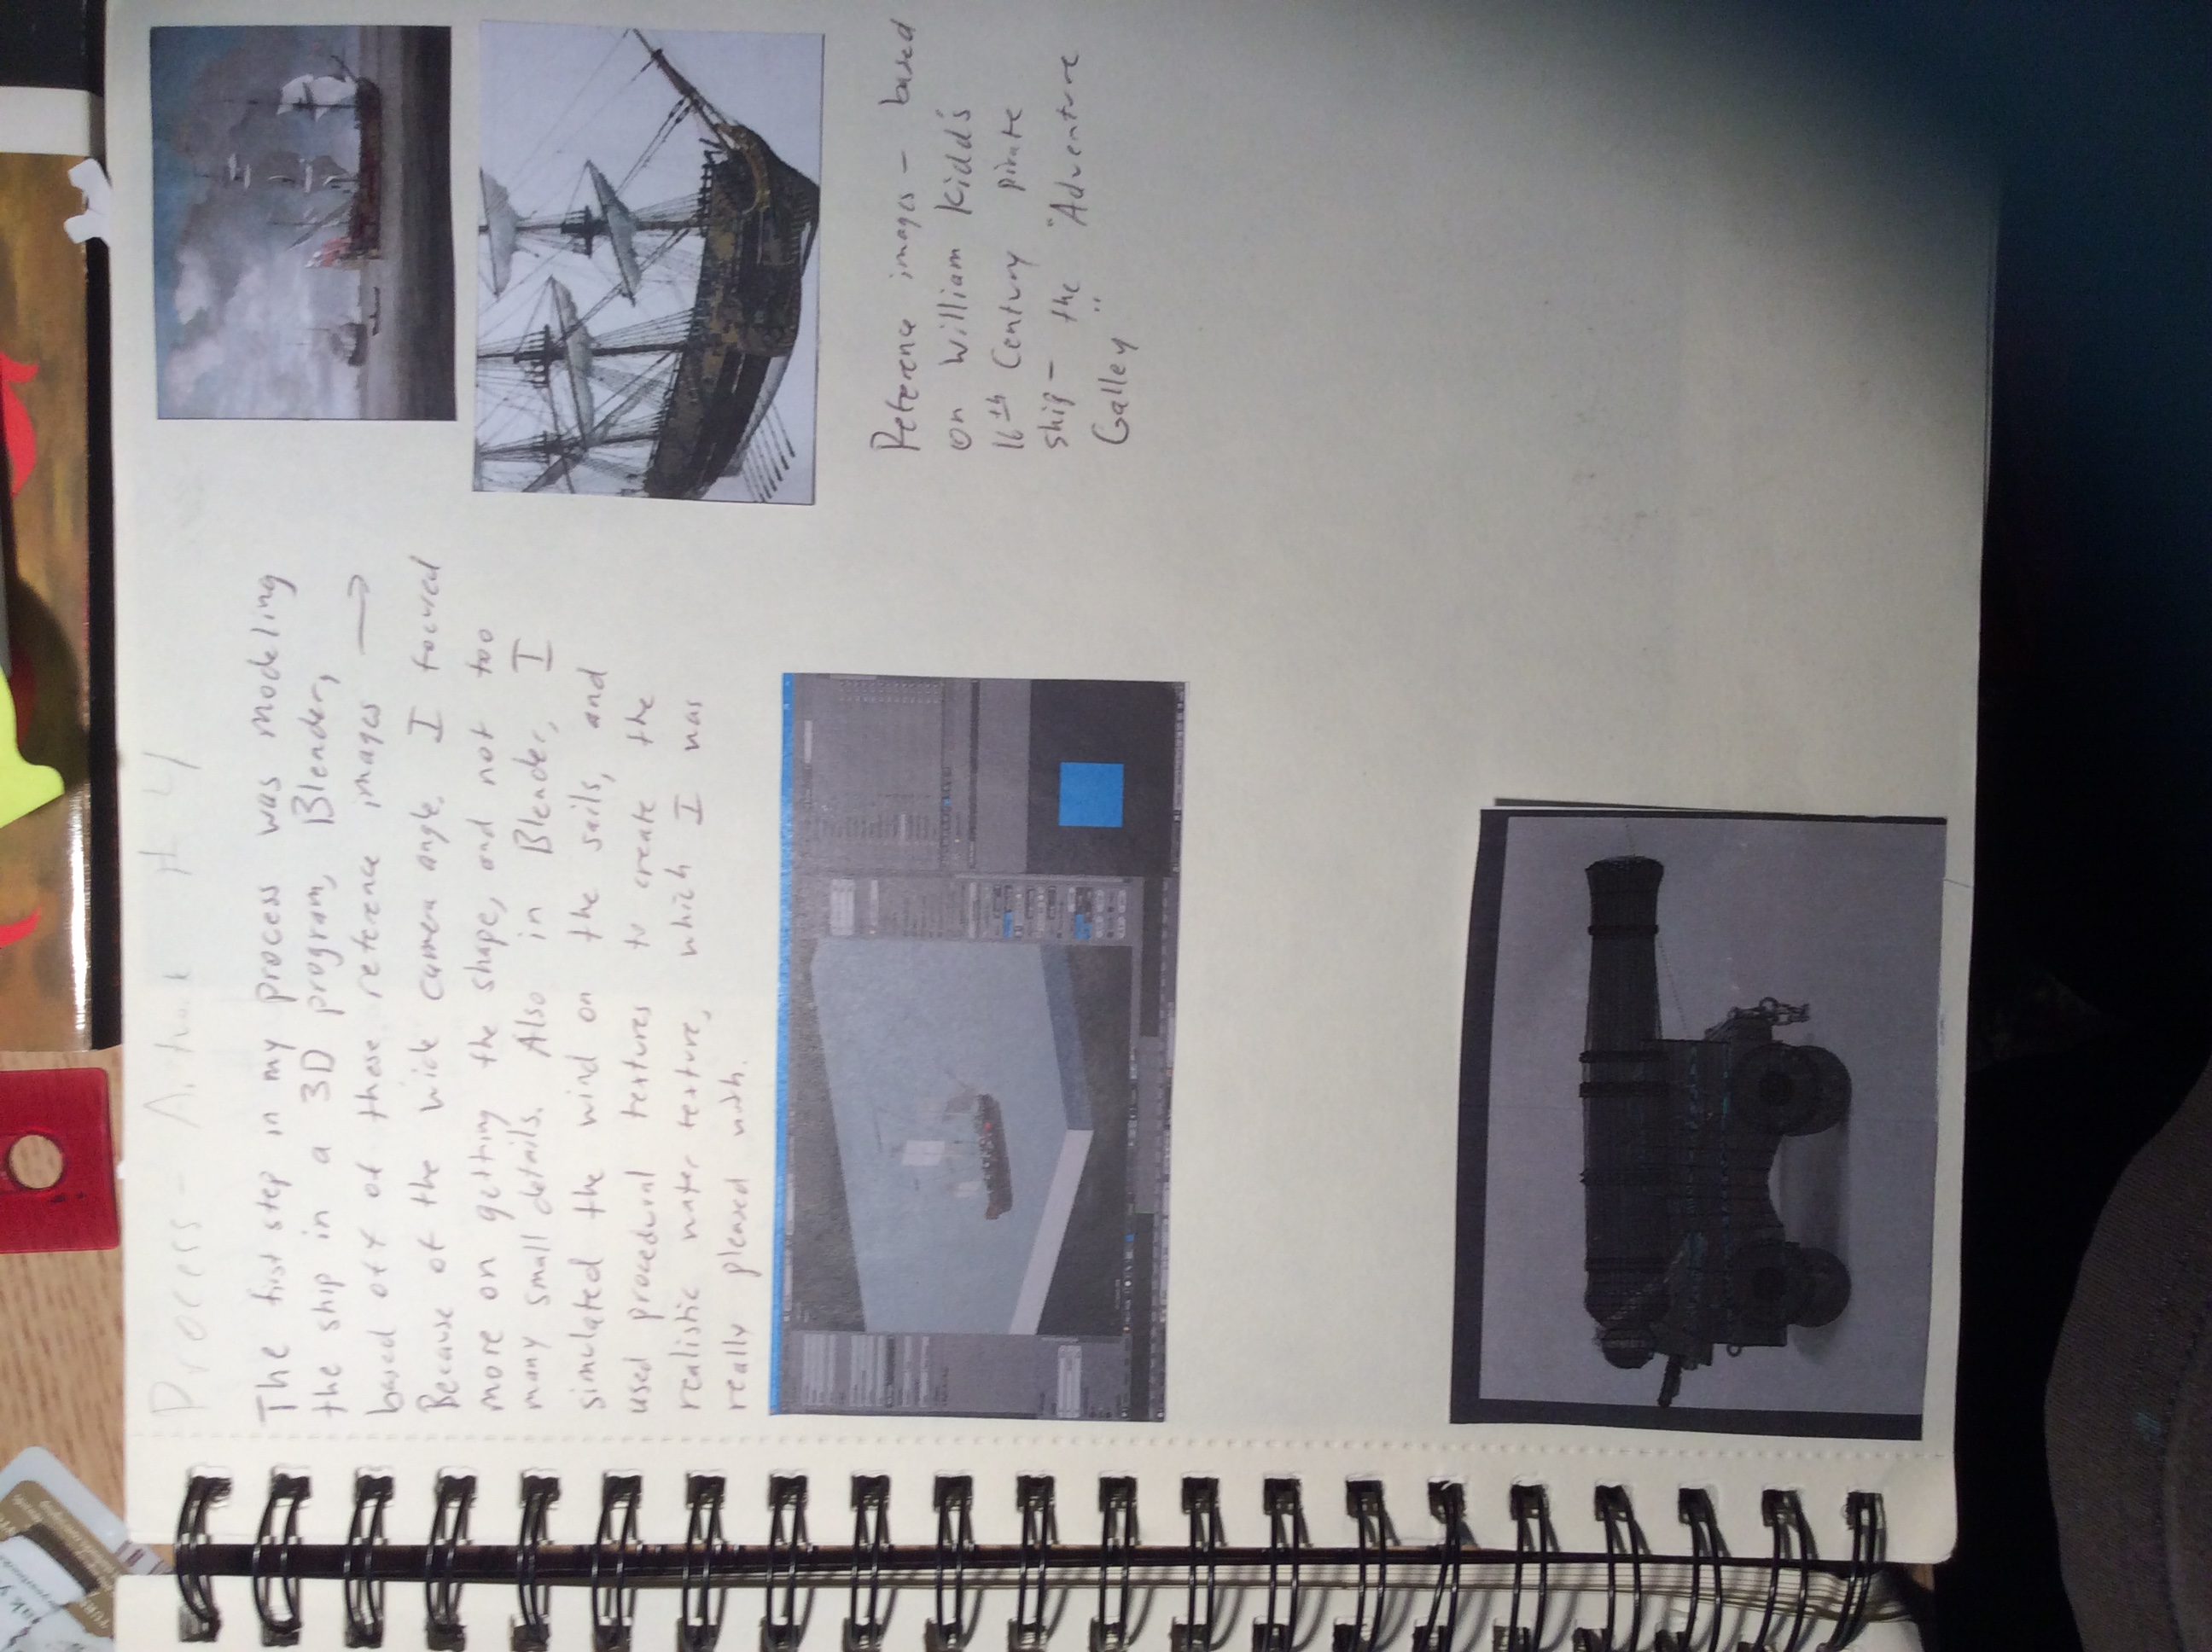 Process - Artwork #4
The first step in my process was modeling
the ship in a 3D program, Blender,
based off of these reference images →
Because of the wide camera angle, I focused
more on getting the shape, and not too
many small details. Also in Blender, I
simulated the wind on the sails, and
used procedural textures to create the
realistic water texture, which I was
really pleased with.
Reference images - based
on William Kidd's
16th Century pirate
ship - the "Adventure
Galley"